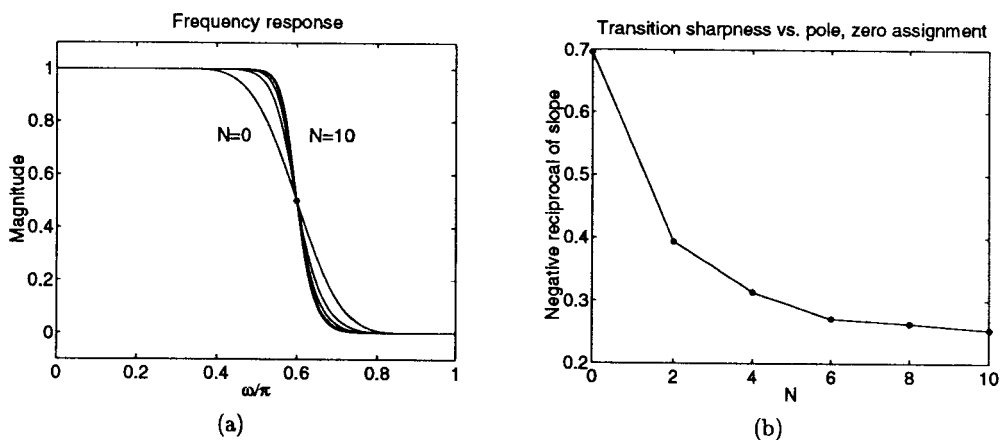 Frequency response
Magnitude
1
0.8
0.6
0.4
0.2
0
N=0
N=10
0
0.2
0.4
0.6
0.8
1
ω/π
(a)
Transition sharpness vs. pole, zero assignment
Negative reciprocal of slope
0.7
0.6
0.5
0.4
0.3
0.2
0
2
4
6
8
10
N
(b)